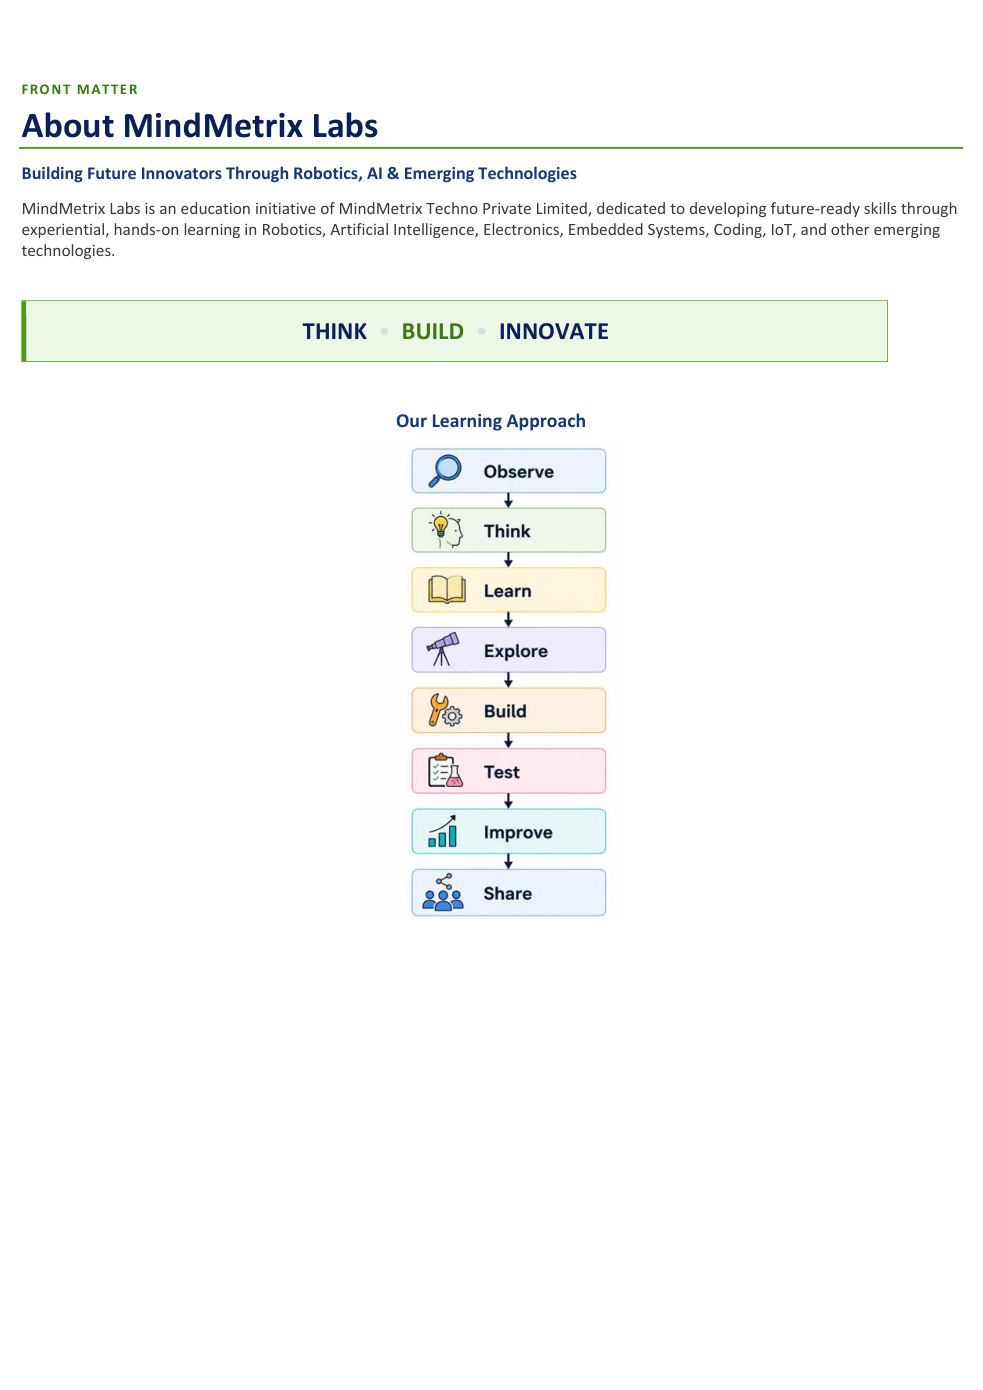 FRONT MATTER
About MindMetrix Labs
Building Future Innovators Through Robotics, AI & Emerging Technologies
MindMetrix Labs is an education initiative of MindMetrix Techno Private Limited, dedicated to developing future-ready skills through
experiential, hands-on learning in Robotics, Artificial Intelligence, Electronics, Embedded Systems, Coding, IoT, and other emerging
technologies.
THINK • BUILD • INNOVATE
Our Learning Approach
Observe
Think
Learn
Explore
Build
Test
Improve
Share